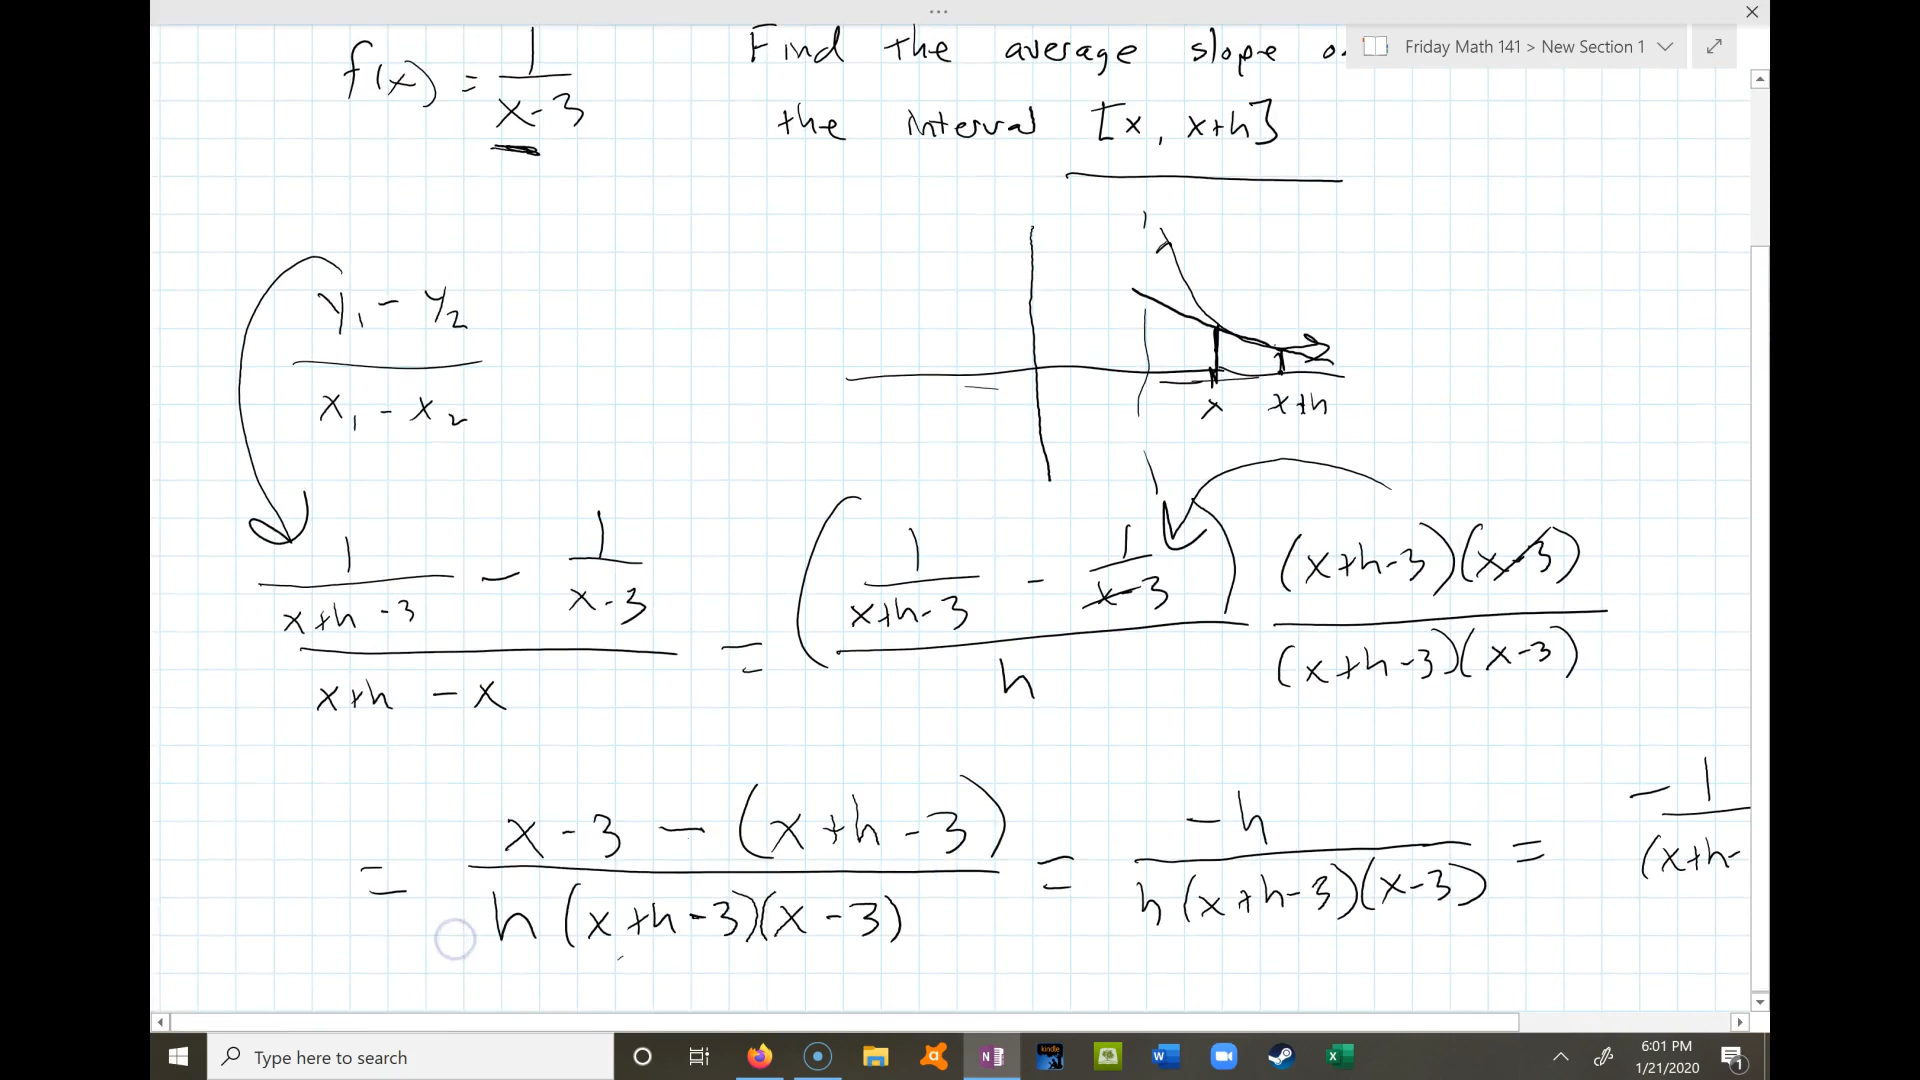 Friday Math 141 > New Section 1
f(x) = 1/(x-3)
Find the average slope o
the interval [x, x+h]
y₁ - y₂
x₁ - x₂
x
x+h
1/(x+h-3) - 1/(x-3)
x+h - x
= (1/(x+h-3) - 1/(x-3))
h
(x+h-3)(x-3)
(x+h-3)(x-3)
= x-3 - (x+h-3)
h(x+h-3)(x-3)
= -h
h(x+h-3)(x-3)
= -1
(x+h-
Type here to search
6:01 PM
1/21/2020
1